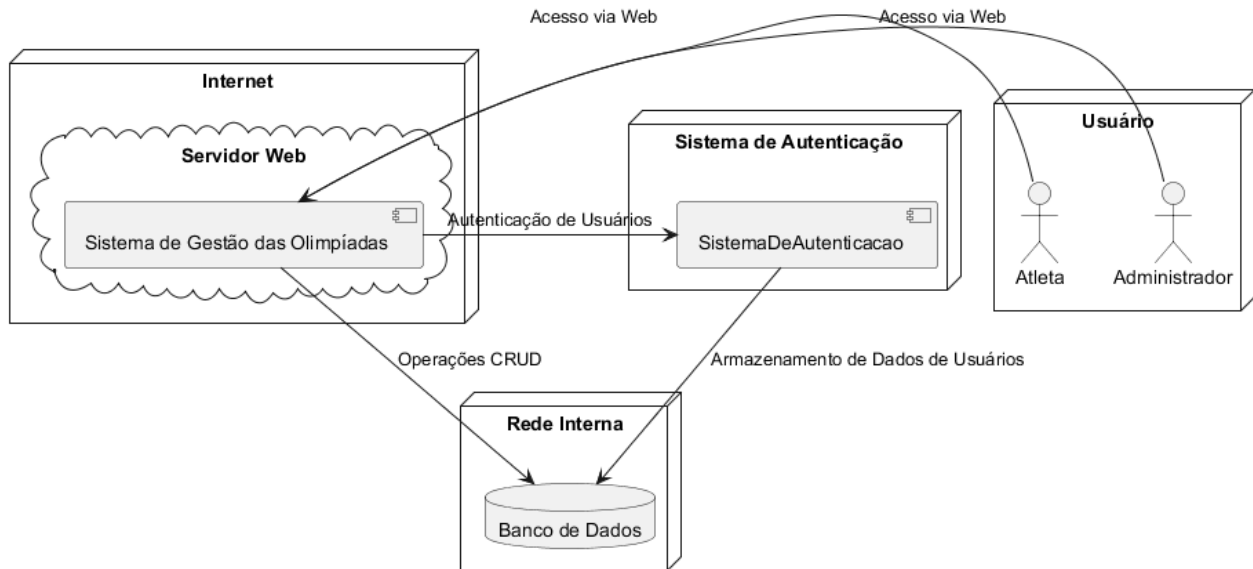 Acesso via Web
Acesso via Web
Internet
Servidor Web
Sistema de Gestão das Olimpíadas
Autenticação de Usuários
Sistema de Autenticação
SistemaDeAutenticacao
Usuário
Atleta
Administrador
Operações CRUD
Armazenamento de Dados de Usuários
Rede Interna
Banco de Dados